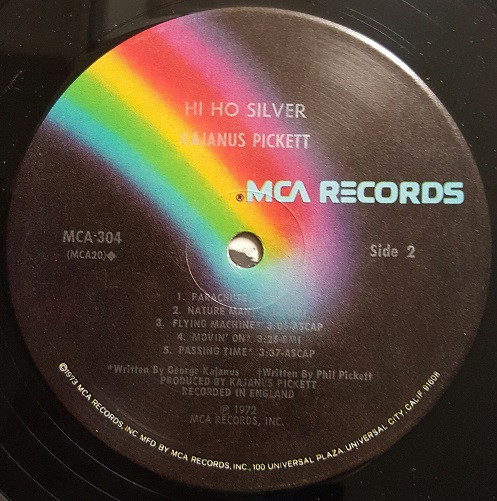 HI HO SILVER
KAJANUS PICKETT
® MCA RECORDS
MCA-304
(MCA20)◆
Side 2
1. PARACHUTE
2. NATURE MAN†
3. FLYING MACHINE* 3:05-ASCAP
4. MOVIN' ON† 3:26-BMI
5. PASSING TIME* 3:37-ASCAP
*Written By George Kajanus †Written By Phil Pickett
PRODUCED BY KAJANUS PICKETT
RECORDED IN ENGLAND
℗ 1972
MCA RECORDS, INC.
©1973 MCA RECORDS, INC. MFD BY MCA RECORDS, INC., 100 UNIVERSAL PLAZA, UNIVERSAL CITY, CALIF. 91608